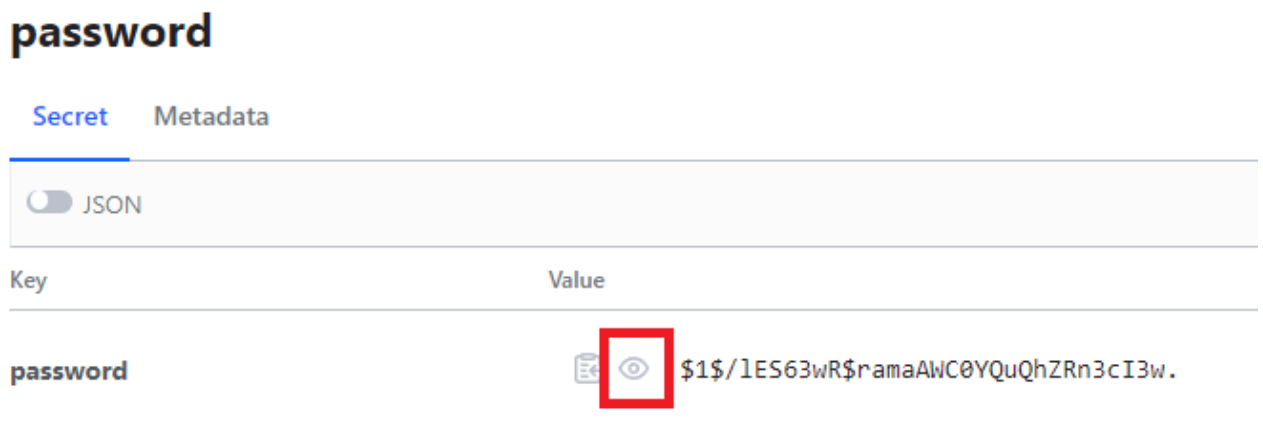 password
Secret Metadata
JSON
Key Value
password $1$/lES63wR$ramaAWC0YQuQhZRn3cI3w.